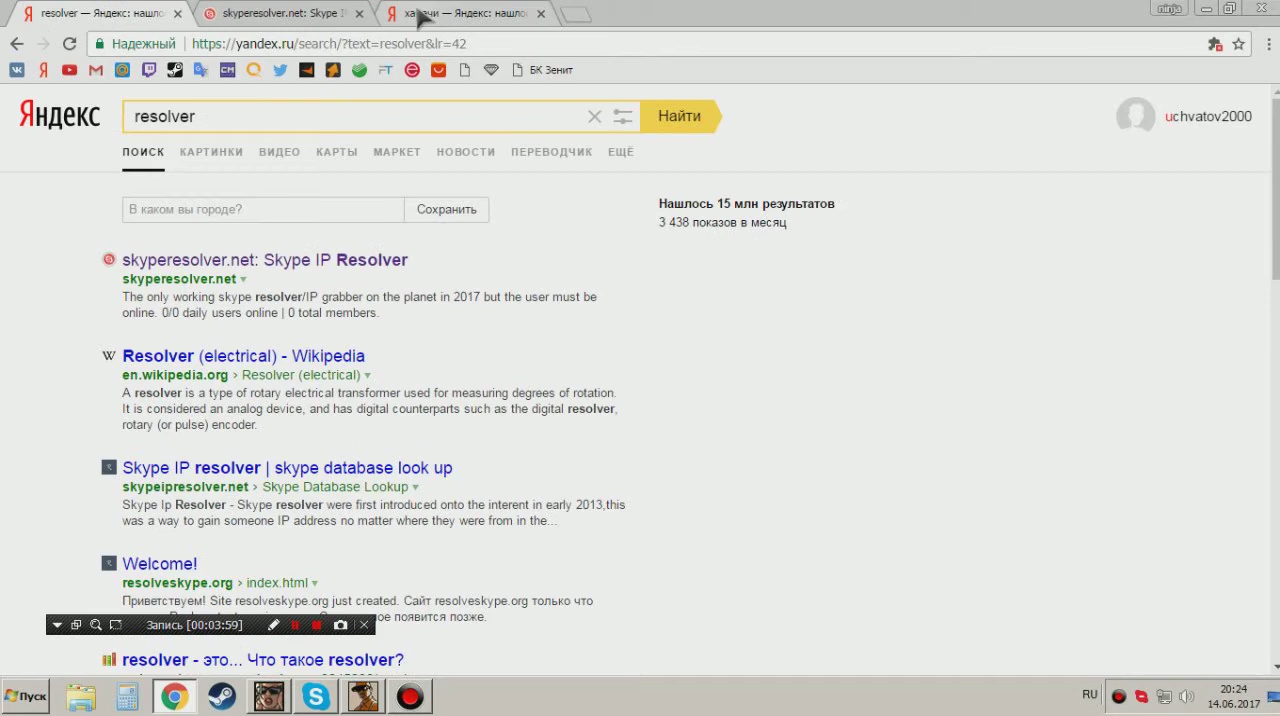 resolver — Яндекс: нашло
skyperesolver.net: Skype I
— Яндекс: нашло
ninja
Надежный
https://yandex.ru/search/?text=resolver&lr=42
БК Зенит
Яндекс
resolver
Найти
uchvatov2000
ПОИСК КАРТИНКИ ВИДЕО КАРТЫ МАРКЕТ НОВОСТИ ПЕРЕВОДЧИК ЕЩЁ
В каком вы городе?
Сохранить
Нашлось 15 млн результатов
3 438 показов в месяц
skyperesolver.net: Skype IP Resolver
skyperesolver.net
The only working skype resolver/IP grabber on the planet in 2017 but the user must be
online. 0/0 daily users online | 0 total members.
Resolver (electrical) - Wikipedia
en.wikipedia.org › Resolver (electrical)
A resolver is a type of rotary electrical transformer used for measuring degrees of rotation.
It is considered an analog device, and has digital counterparts such as the digital resolver,
rotary (or pulse) encoder.
Skype IP resolver | skype database look up
skypeipresolver.net › Skype Database Lookup
Skype Ip Resolver - Skype resolver were first introduced onto the interent in early 2013,this
was a way to gain someone IP address no matter where they were from in the...
Welcome!
resolveskype.org › index.html
Приветствуем! Site resolveskype.org just created. Сайт resolveskype.org только что
появится позже.
Запись [00:03:59]
resolver - это... Что такое resolver?
Пуск
RU
20:24
14.06.2017